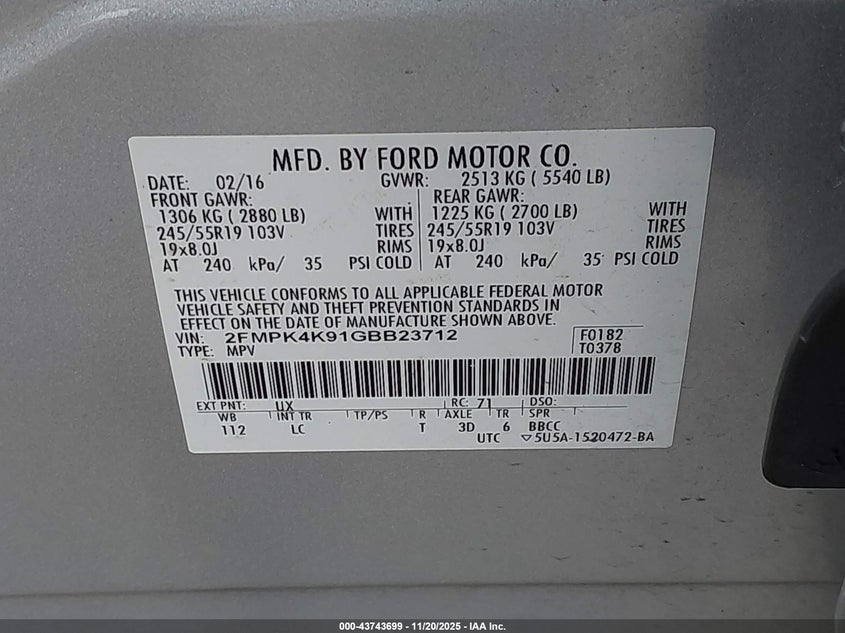 MFD. BY FORD MOTOR CO.
DATE: 02/16 GVWR: 2513 KG ( 5540 LB)
FRONT GAWR: REAR GAWR:
1306 KG ( 2880 LB) WITH 1225 KG ( 2700 LB) WITH
245/55R19 103V TIRES 245/55R19 103V TIRES
19x8.0J RIMS 19x8.0J RIMS
AT 240 kPa/ 35 PSI COLD AT 240 kPa/ 35 PSI COLD
THIS VEHICLE CONFORMS TO ALL APPLICABLE FEDERAL MOTOR
VEHICLE SAFETY AND THEFT PREVENTION STANDARDS IN
EFFECT ON THE DATE OF MANUFACTURE SHOWN ABOVE.
VIN: 2FMPK4K91GBB23712 F0182
TYPE: MPV T0378
EXT PNT: UX RC: 71 DSO:
WB INT TR TP/PS R AXLE TR SPR
112 LC T 3D 6 BBCC
UTC ▽5U5A-1520472-BA
000-43743699 - 11/20/2025 - IAA Inc.